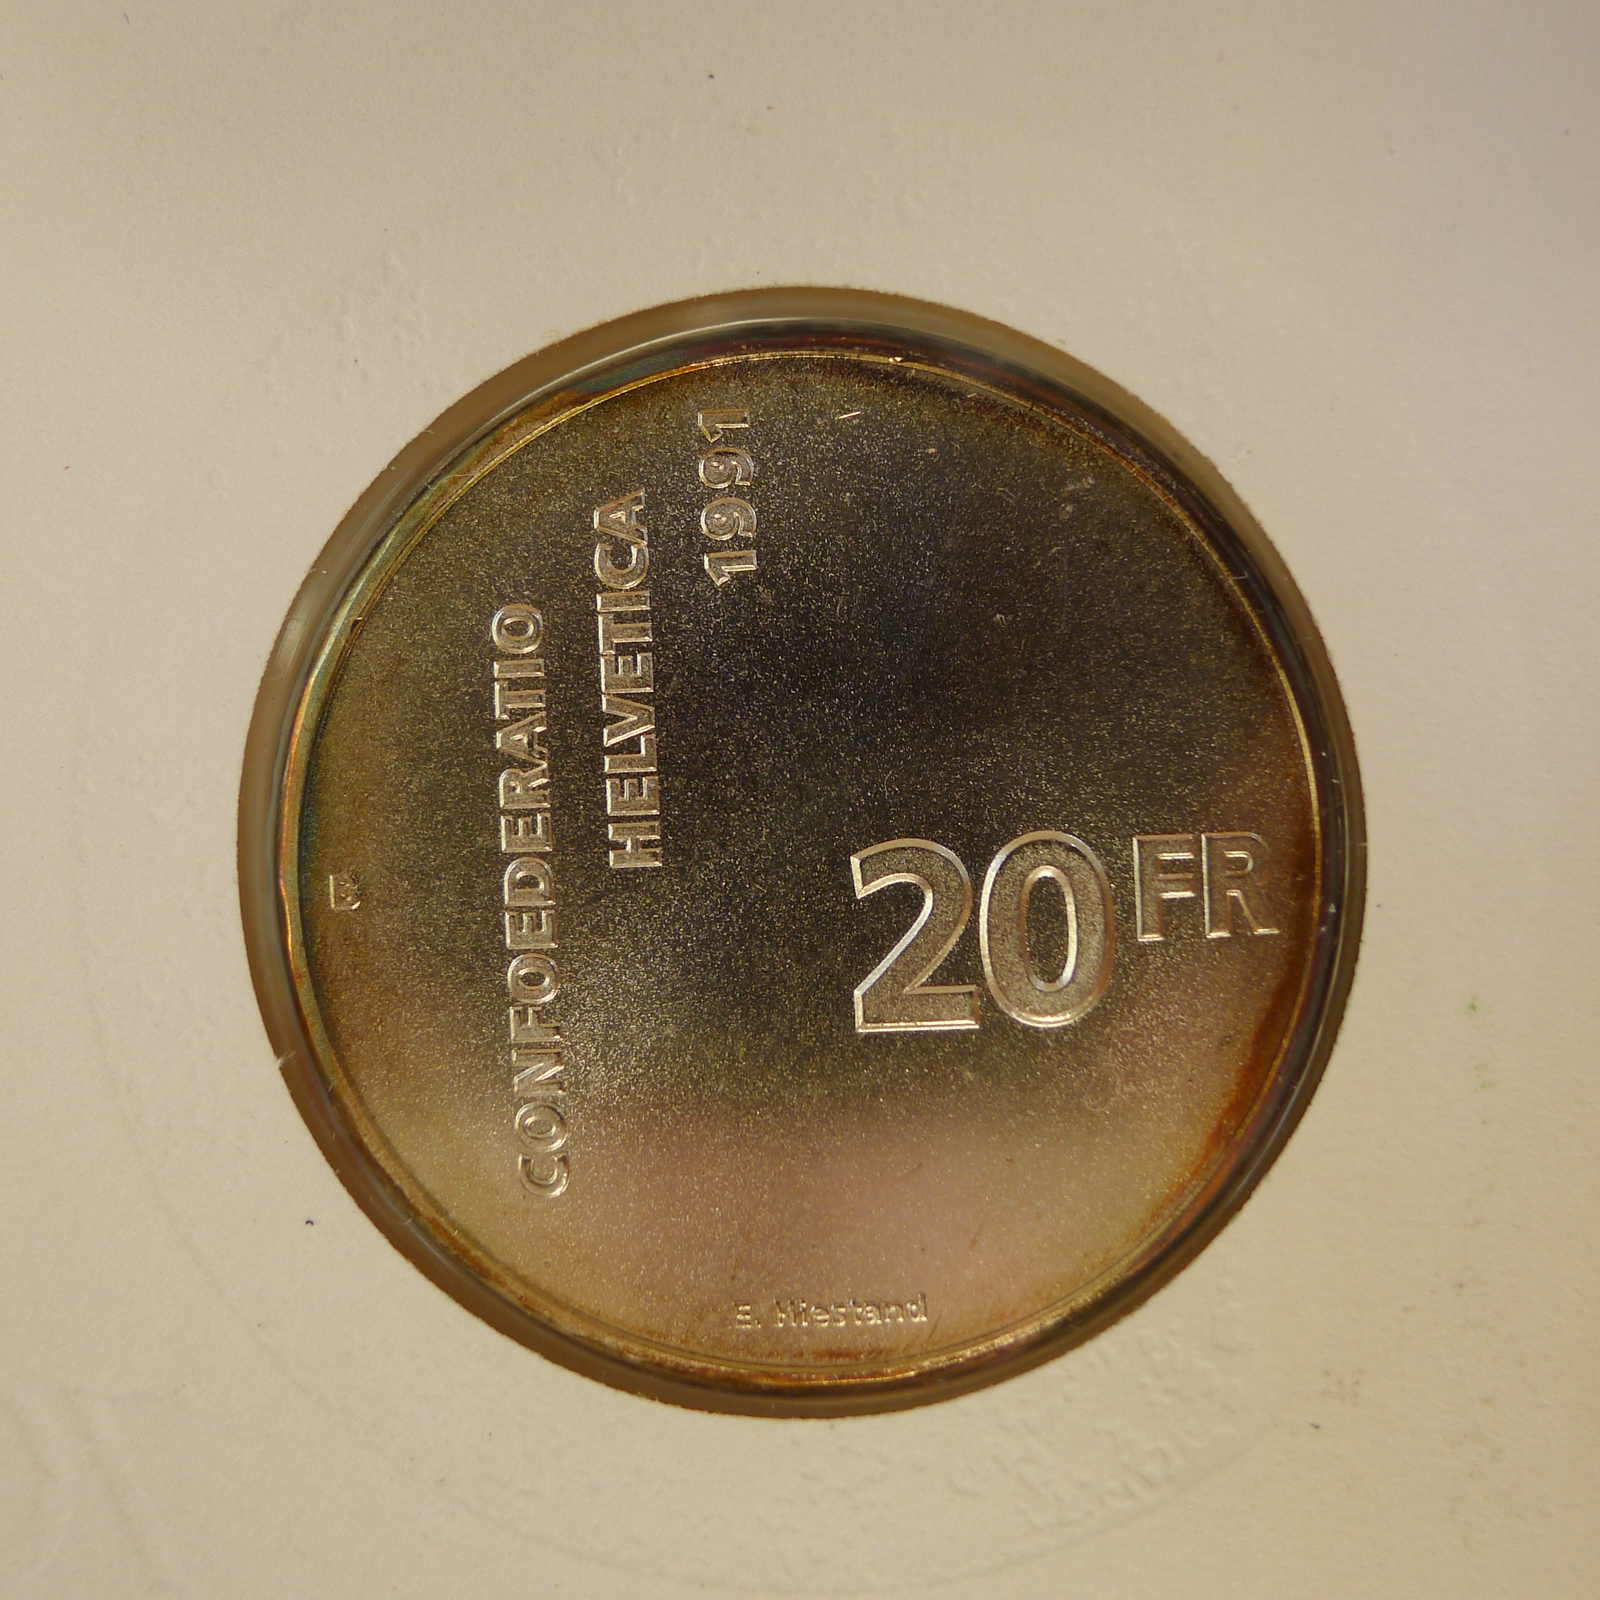 CONFOEDERATIO
HELVETICA
1991
20 FR
B
E. Hiestand